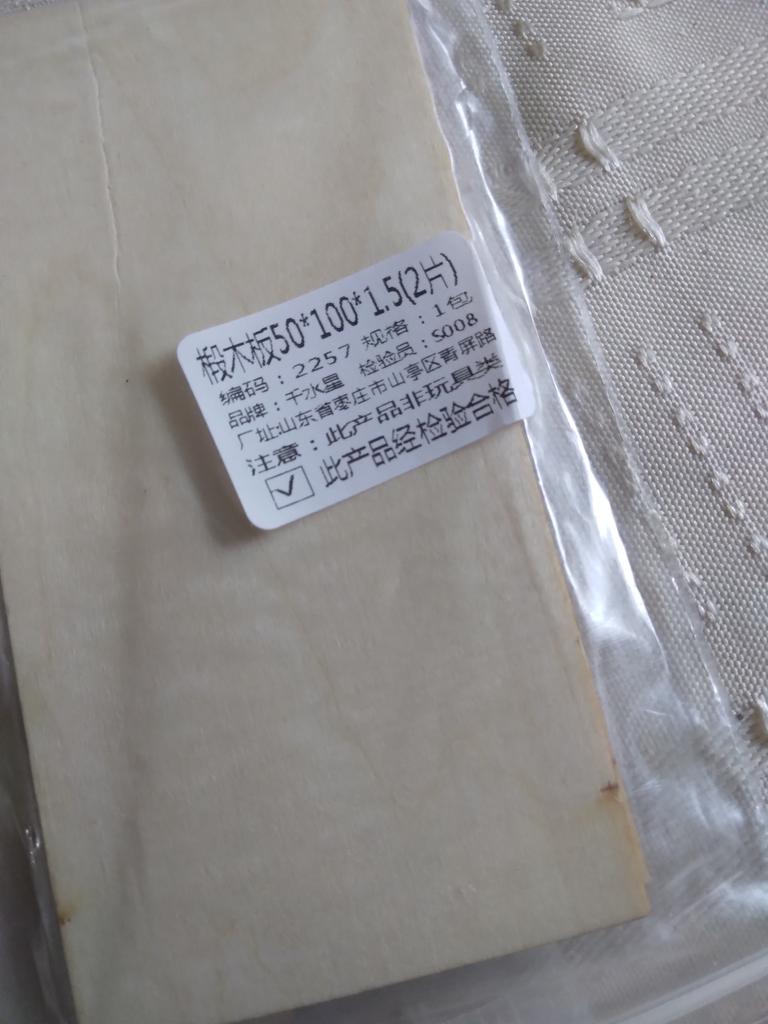 椴木板50*100*1.5(2片)
编码：2257 规格：1包
品牌：千水星 检验员：S008
厂址:山东省枣庄市山亭区青屏路
注意：此产品非玩具类
☑ 此产品经检验合格